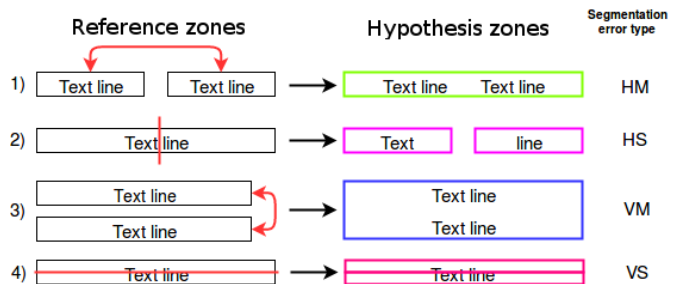 Reference zones Hypothesis zones Segmentation error type
1) Text line Text line Text line Text line HM
2) Text line Text line HS
3) Text line Text line VM
Text line Text line
4) Text line Text line VS